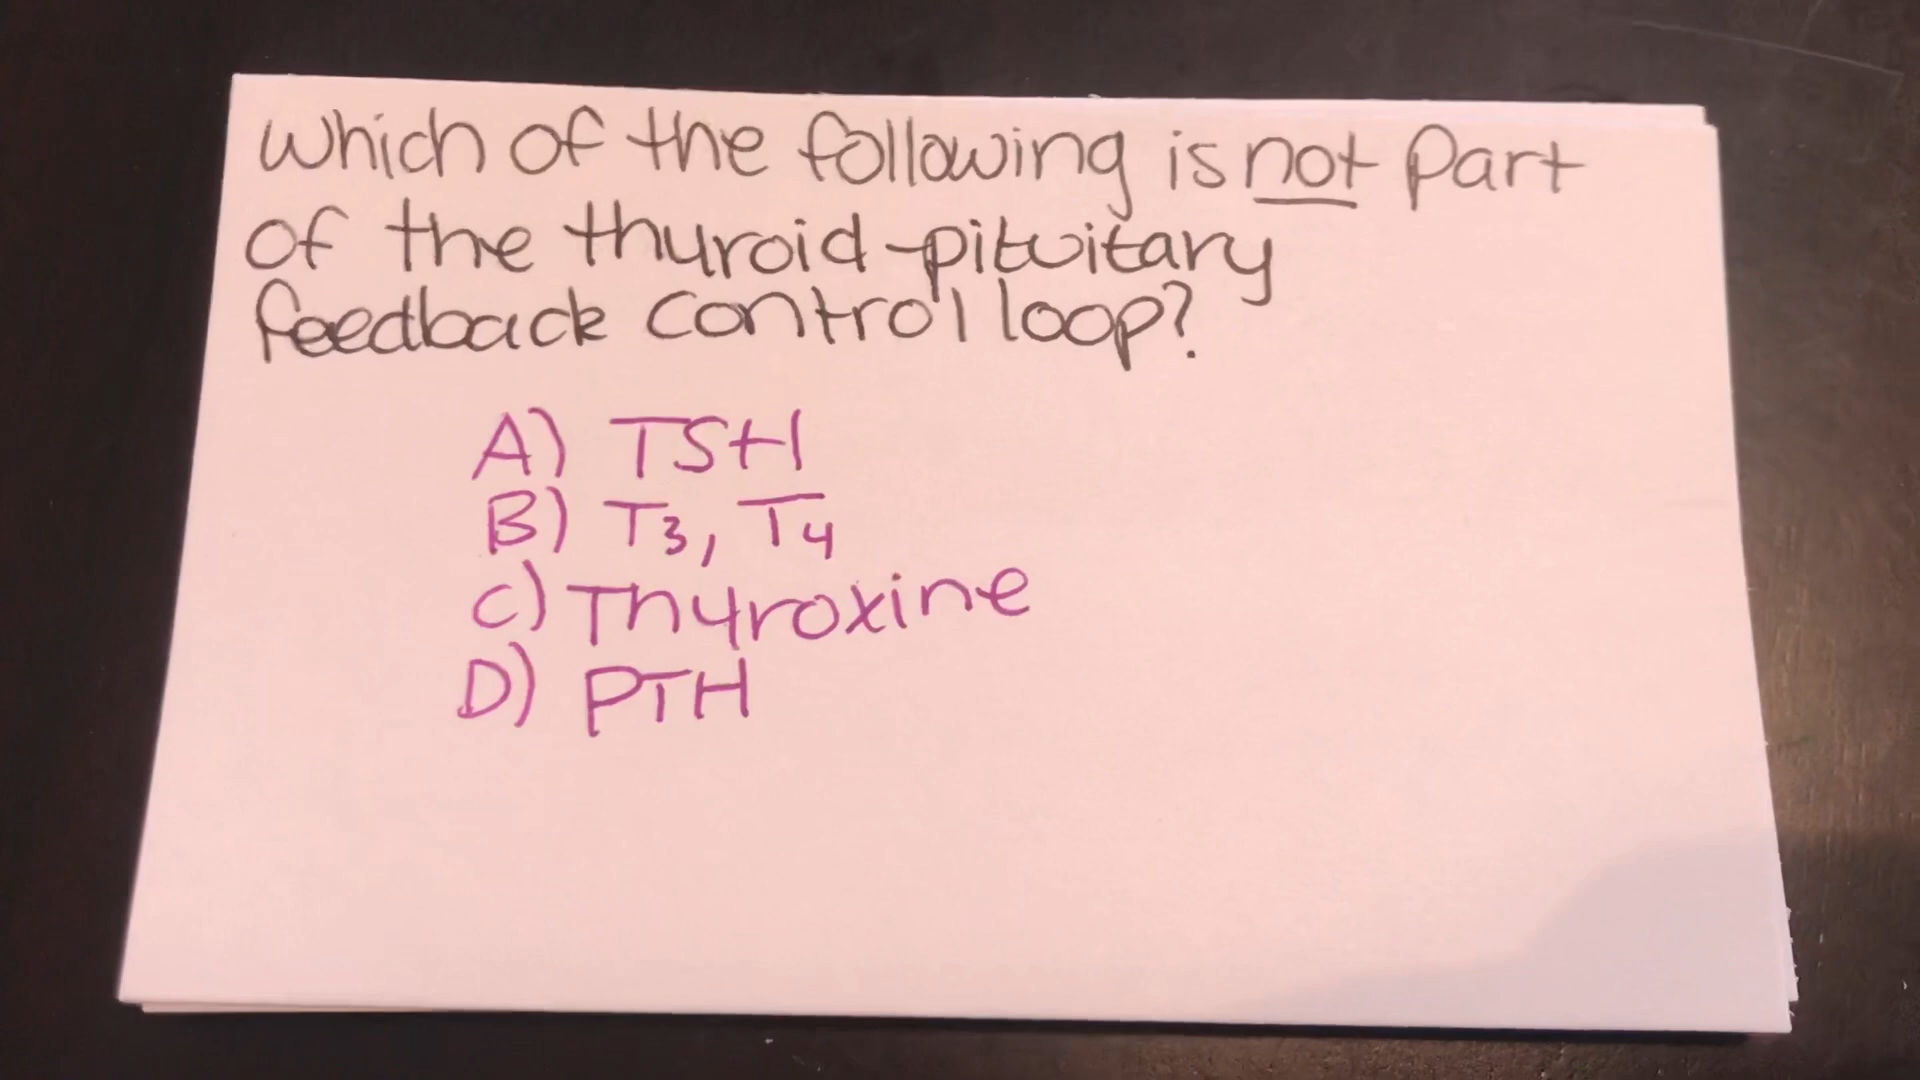 Which of the following is not part
of the thyroid-pituitary
feedback control loop?
A) TSH
B) T3, T4
C) Thyroxine
D) PTH